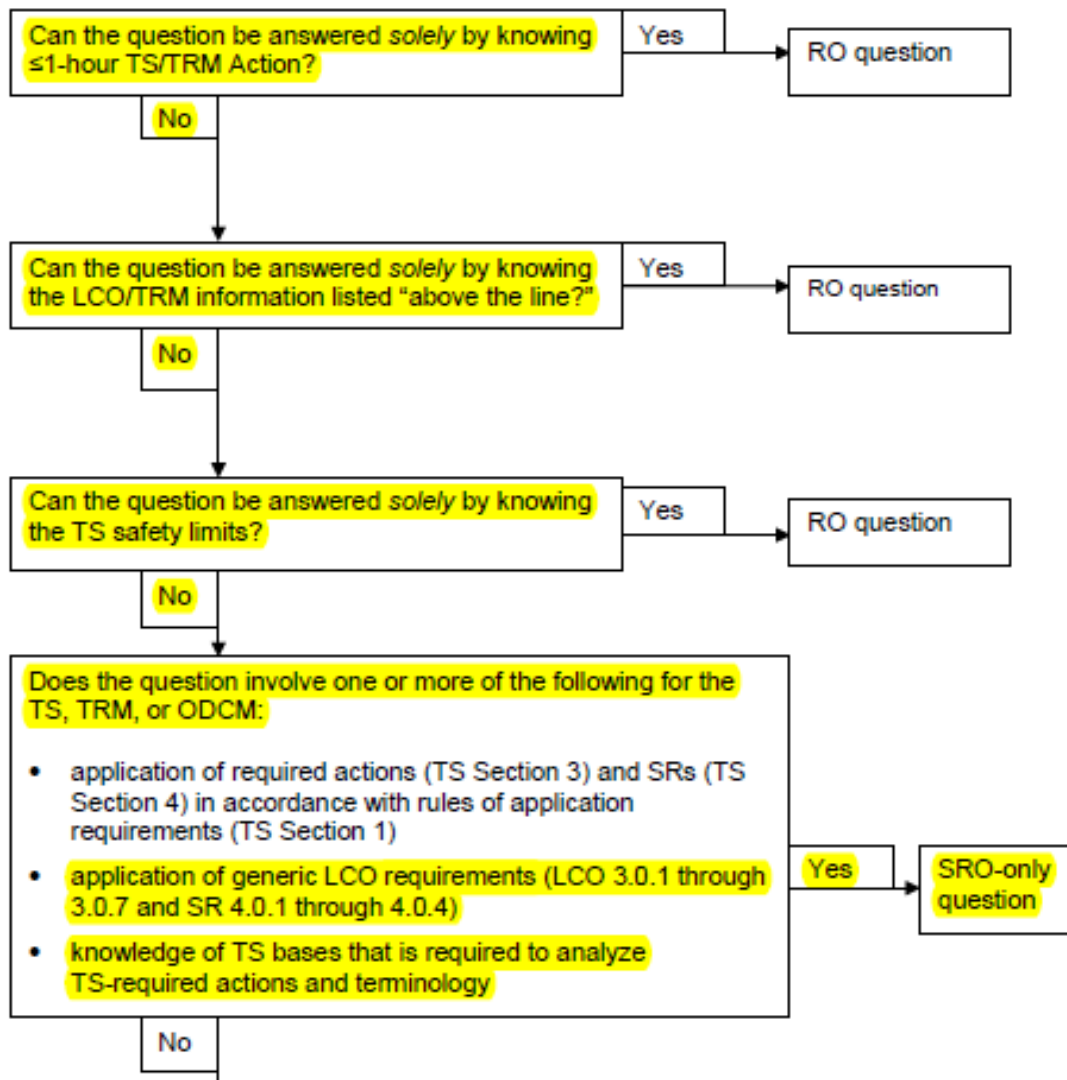 Can the question be answered solely by knowing
≤1-hour TS/TRM Action?
Yes
RO question
No
Can the question be answered solely by knowing
the LCO/TRM information listed “above the line?”
Yes
RO question
No
Can the question be answered solely by knowing
the TS safety limits?
Yes
RO question
No
Does the question involve one or more of the following for the
TS, TRM, or ODCM:
• application of required actions (TS Section 3) and SRs (TS
Section 4) in accordance with rules of application
requirements (TS Section 1)
• application of generic LCO requirements (LCO 3.0.1 through
3.0.7 and SR 4.0.1 through 4.0.4)
• knowledge of TS bases that is required to analyze
TS-required actions and terminology
Yes
SRO-only
question
No